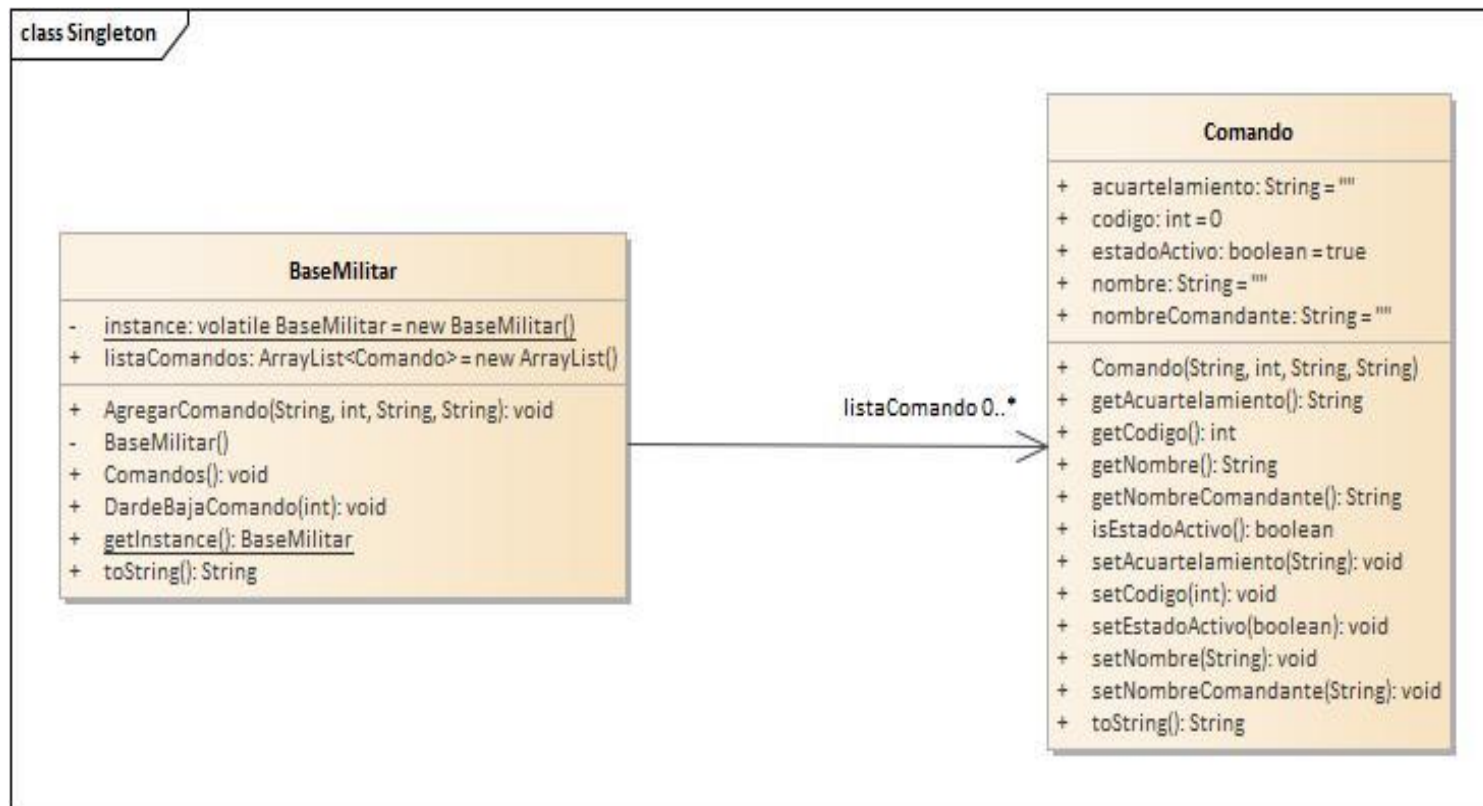 class Singleton
BaseMilitar
- instance: volatile BaseMilitar = new BaseMilitar()
+ listaComandos: ArrayList<Comando> = new ArrayList()
+ AgregarComando(String, int, String, String): void
- BaseMilitar()
+ Comandos(): void
+ DardeBajaComando(int): void
+ getInstance(): BaseMilitar
+ toString(): String
listaComando 0..*
Comando
+ acuartelamiento: String = ""
+ codigo: int = 0
+ estadoActivo: boolean = true
+ nombre: String = ""
+ nombreComandante: String = ""
+ Comando(String, int, String, String)
+ getAcuartelamiento(): String
+ getCodigo(): int
+ getNombre(): String
+ getNombreComandante(): String
+ isEstadoActivo(): boolean
+ setAcuartelamiento(String): void
+ setCodigo(int): void
+ setEstadoActivo(boolean): void
+ setNombre(String): void
+ setNombreComandante(String): void
+ toString(): String